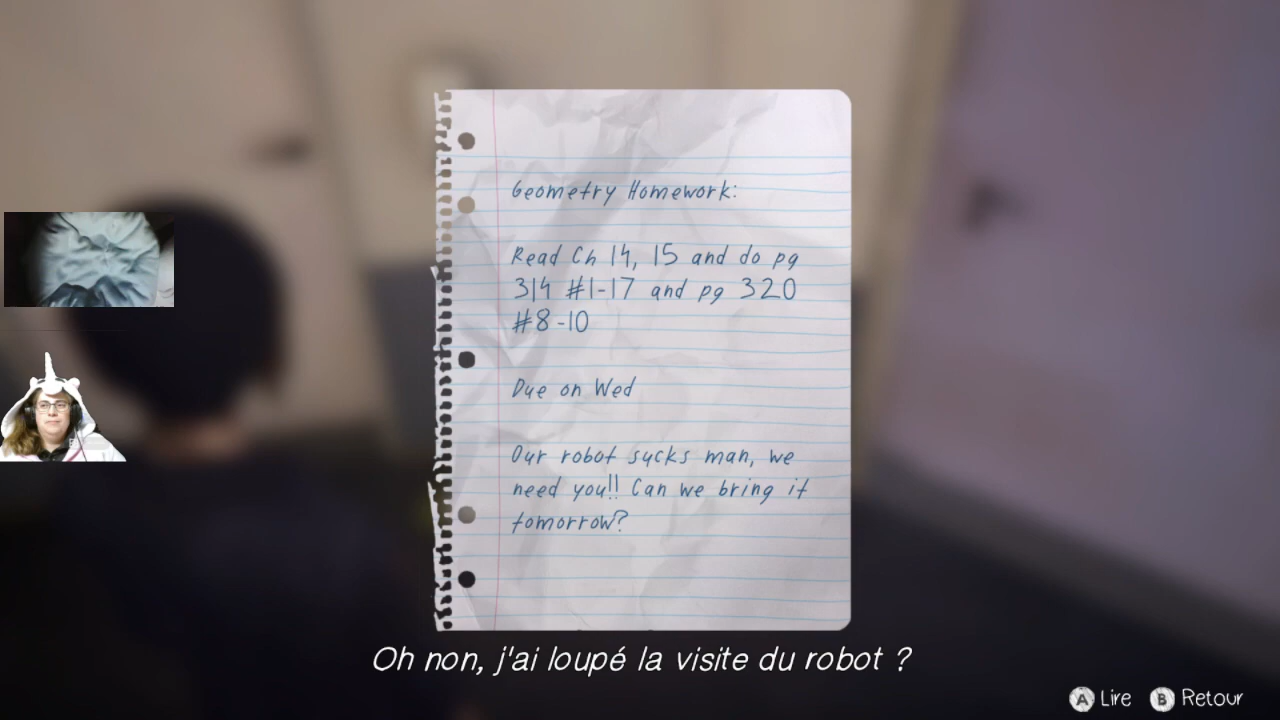 Geometry Homework:
Read Ch 14, 15 and do pg
314 #1-17 and pg 320
#8-10
Due on Wed
Our robot sucks man, we
need you!! Can we bring it
tomorrow?
Oh non, j'ai loupé la visite du robot ?
A Lire B Retour